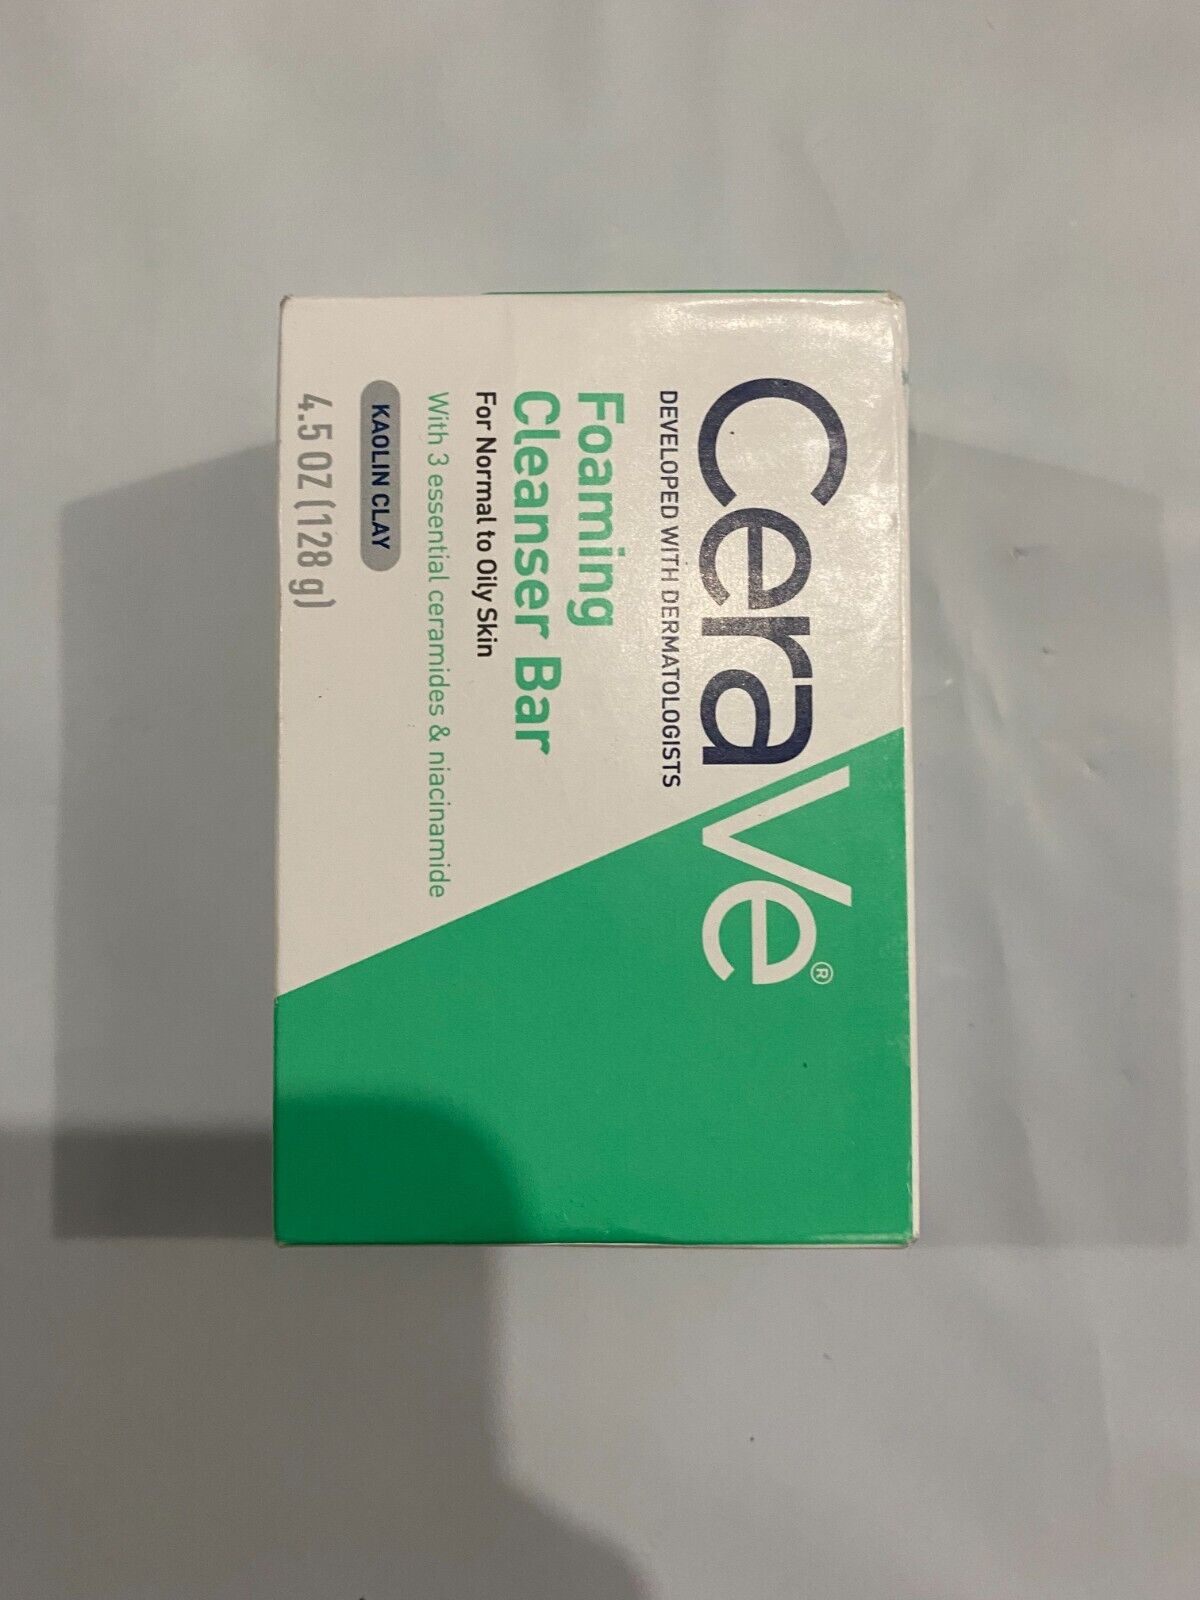 CeraVe®
DEVELOPED WITH DERMATOLOGISTS
Foaming
Cleanser Bar
For Normal to Oily Skin
With 3 essential ceramides & niacinamide
KAOLIN CLAY
4.5 OZ (128 g)